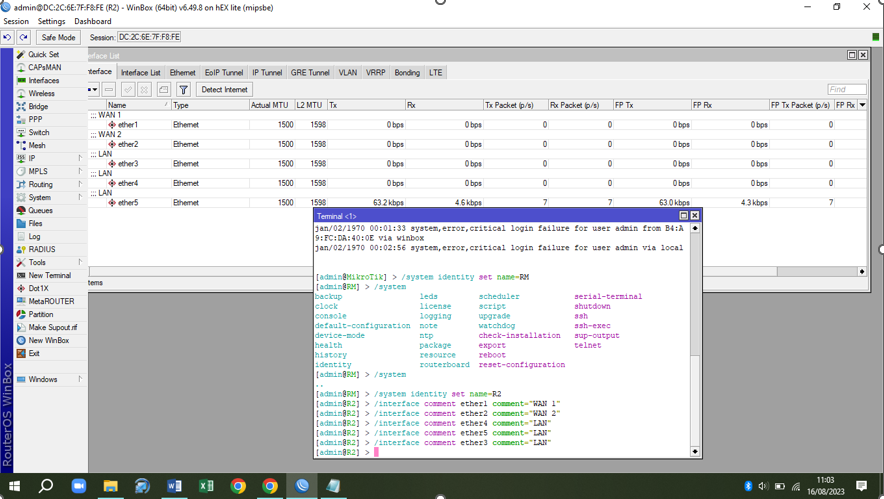 admin@DC:2C:6E:7F:F8:FE (R2) - WinBox (64bit) v6.49.8 on hEX lite (mipsbe)
Session Settings Dashboard
Safe Mode Session: DC:2C:6E:7F:F8:FE
Quick Set
CAPsMAN
Interfaces
Wireless
Bridge
PPP
Switch
Mesh
IP
MPLS
Routing
System
Queues
Files
Log
RADIUS
Tools
New Terminal
Dot1X
MetaROUTER
Partition
Make Supout.rif
New WinBox
Exit
Windows
RouterOS WinBox
erface List
nterface Interface List Ethernet EoIP Tunnel IP Tunnel GRE Tunnel VLAN VRRP Bonding LTE
Detect Internet Find
Name Type Actual MTU L2 MTU Tx Rx Tx Packet (p/s) Rx Packet (p/s) FP Tx FP Rx FP Tx Packet (p/s) FP Rx
;;; WAN 1
ether1 Ethernet 1500 1598 0 bps 0 bps 0 0 0 bps 0 bps 0
;;; WAN 2
ether2 Ethernet 1500 1598 0 bps 0 bps 0 0 0 bps 0 bps 0
;;; LAN
ether3 Ethernet 1500 1598 0 bps 0 bps 0 0 0 bps 0 bps 0
;;; LAN
ether4 Ethernet 1500 1598 0 bps 0 bps 0 0 0 bps 0 bps 0
;;; LAN
ether5 Ethernet 1500 1598 63.2 kbps 4.6 kbps 7 7 63.0 kbps 4.3 kbps 7
tems
Terminal <1>
jan/02/1970 00:01:33 system,error,critical login failure for user admin from B4:A
9:FC:DA:40:0E via winbox
jan/02/1970 00:02:56 system,error,critical login failure for user admin via local
[admin@MikroTik] > /system identity set name=RM
[admin@RM] > /system
backup leds scheduler serial-terminal
clock license script shutdown
console logging upgrade ssh
default-configuration note watchdog ssh-exec
device-mode ntp check-installation sup-output
health package export telnet
history resource reboot
identity routerboard reset-configuration
[admin@RM] > /system
..
[admin@RM] > /system identity set name=R2
[admin@R2] > /interface comment ether1 comment="WAN 1"
[admin@R2] > /interface comment ether2 comment="WAN 2"
[admin@R2] > /interface comment ether4 comment="LAN"
[admin@R2] > /interface comment ether5 comment="LAN"
[admin@R2] > /interface comment ether3 comment="LAN"
[admin@R2] >
11:03
16/08/2023